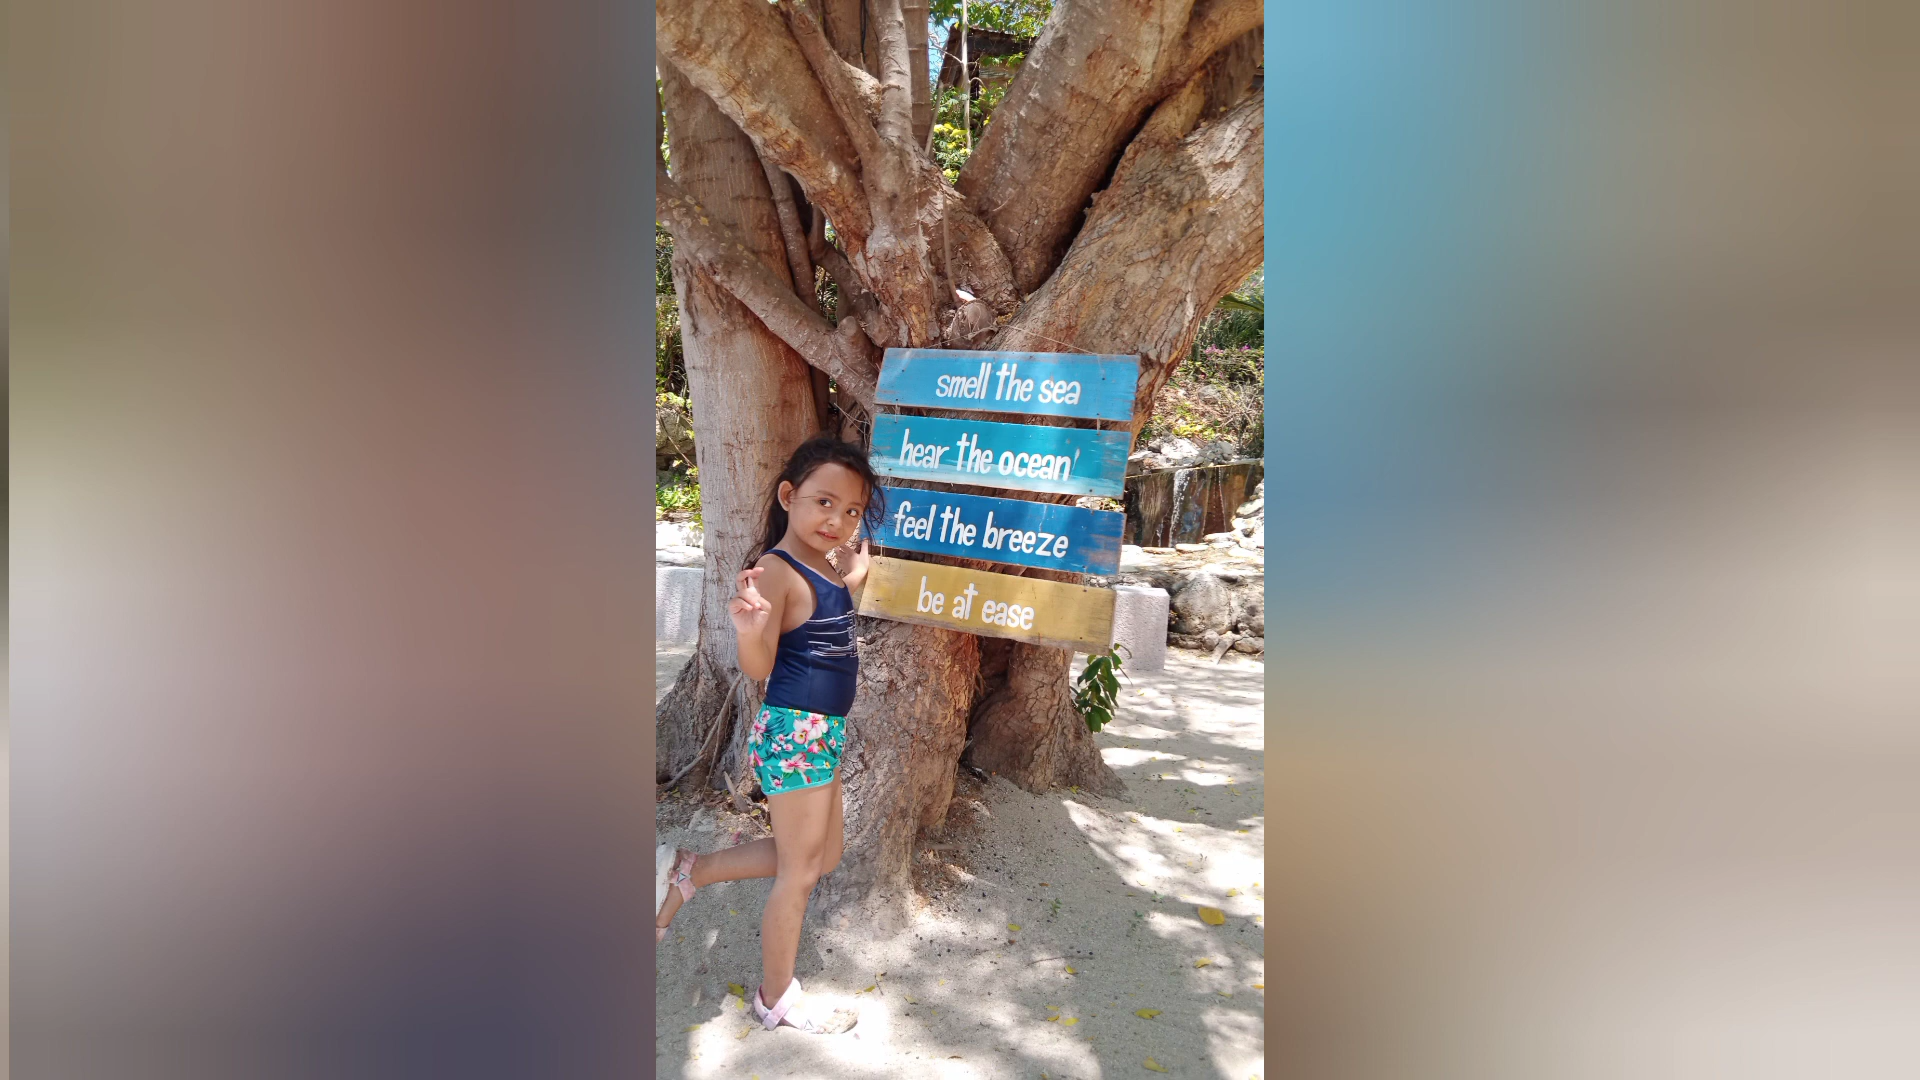 smell the sea
hear the ocean
feel the breeze
be at ease